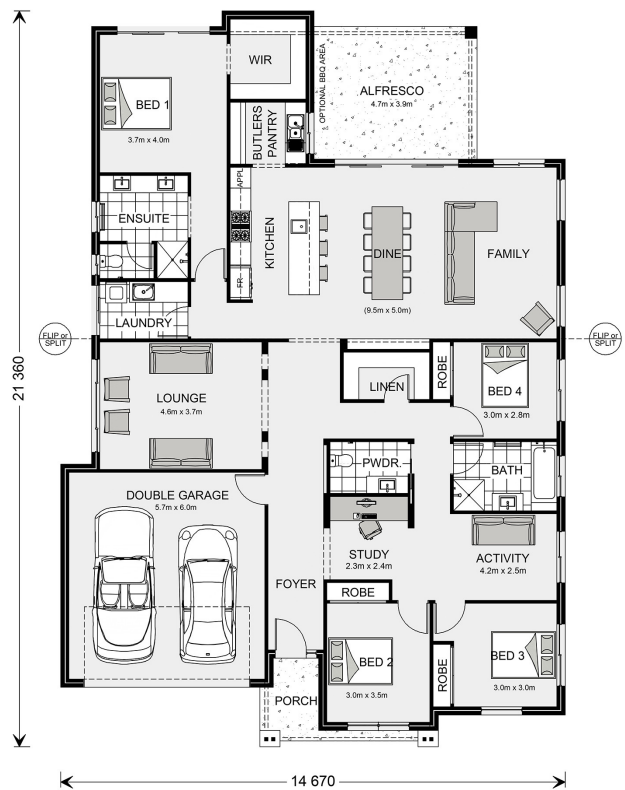 WIR
OPTIONAL BBQ AREA
ALFRESCO
4.7m x 3.9m
BED 1
3.7m x 4.0m
BUTLERS
PANTRY
APPL
ENSUITE
KITCHEN
DINE
FAMILY
FR
(9.5m x 5.0m)
LAUNDRY
FLIP or
SPLIT
FLIP or
SPLIT
21 360
LOUNGE
4.6m x 3.7m
LINEN
ROBE
BED 4
3.0m x 2.8m
PWDR.
BATH
DOUBLE GARAGE
5.7m x 6.0m
STUDY
2.3m x 2.4m
ACTIVITY
4.2m x 2.5m
FOYER
ROBE
BED 2
3.0m x 3.5m
ROBE
BED 3
3.0m x 3.0m
PORCH
14 670